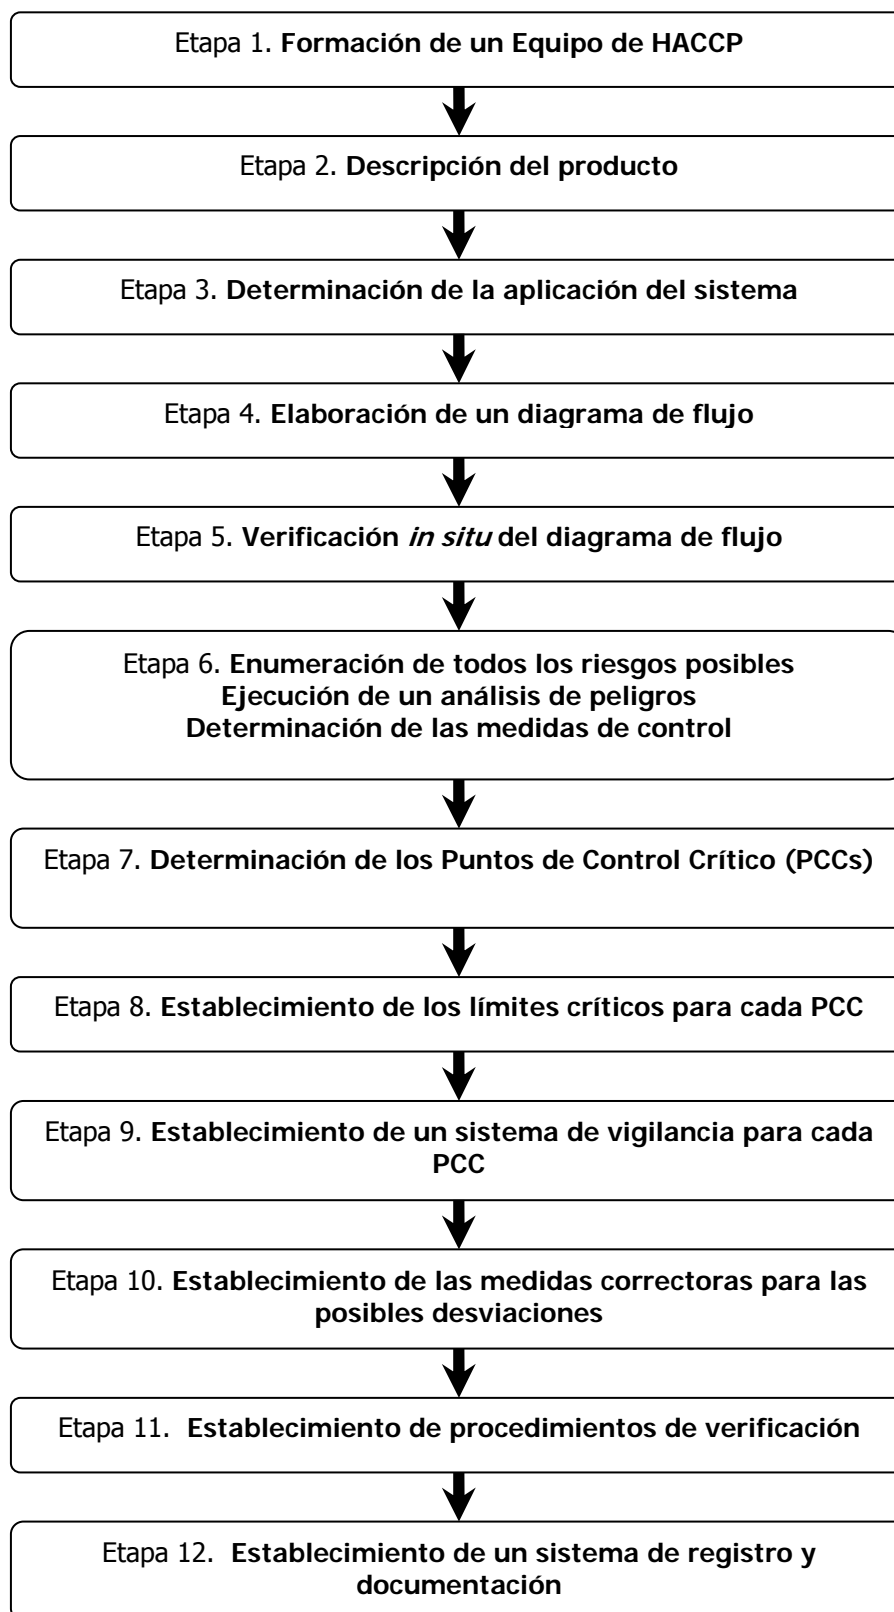 Etapa 1. Formación de un Equipo de HACCP
Etapa 2. Descripción del producto
Etapa 3. Determinación de la aplicación del sistema
Etapa 4. Elaboración de un diagrama de flujo
Etapa 5. Verificación in situ del diagrama de flujo
Etapa 6. Enumeración de todos los riesgos posibles
Ejecución de un análisis de peligros
Determinación de las medidas de control
Etapa 7. Determinación de los Puntos de Control Crítico (PCCs)
Etapa 8. Establecimiento de los límites críticos para cada PCC
Etapa 9. Establecimiento de un sistema de vigilancia para cada
PCC
Etapa 10. Establecimiento de las medidas correctoras para las
posibles desviaciones
Etapa 11. Establecimiento de procedimientos de verificación
Etapa 12. Establecimiento de un sistema de registro y
documentación